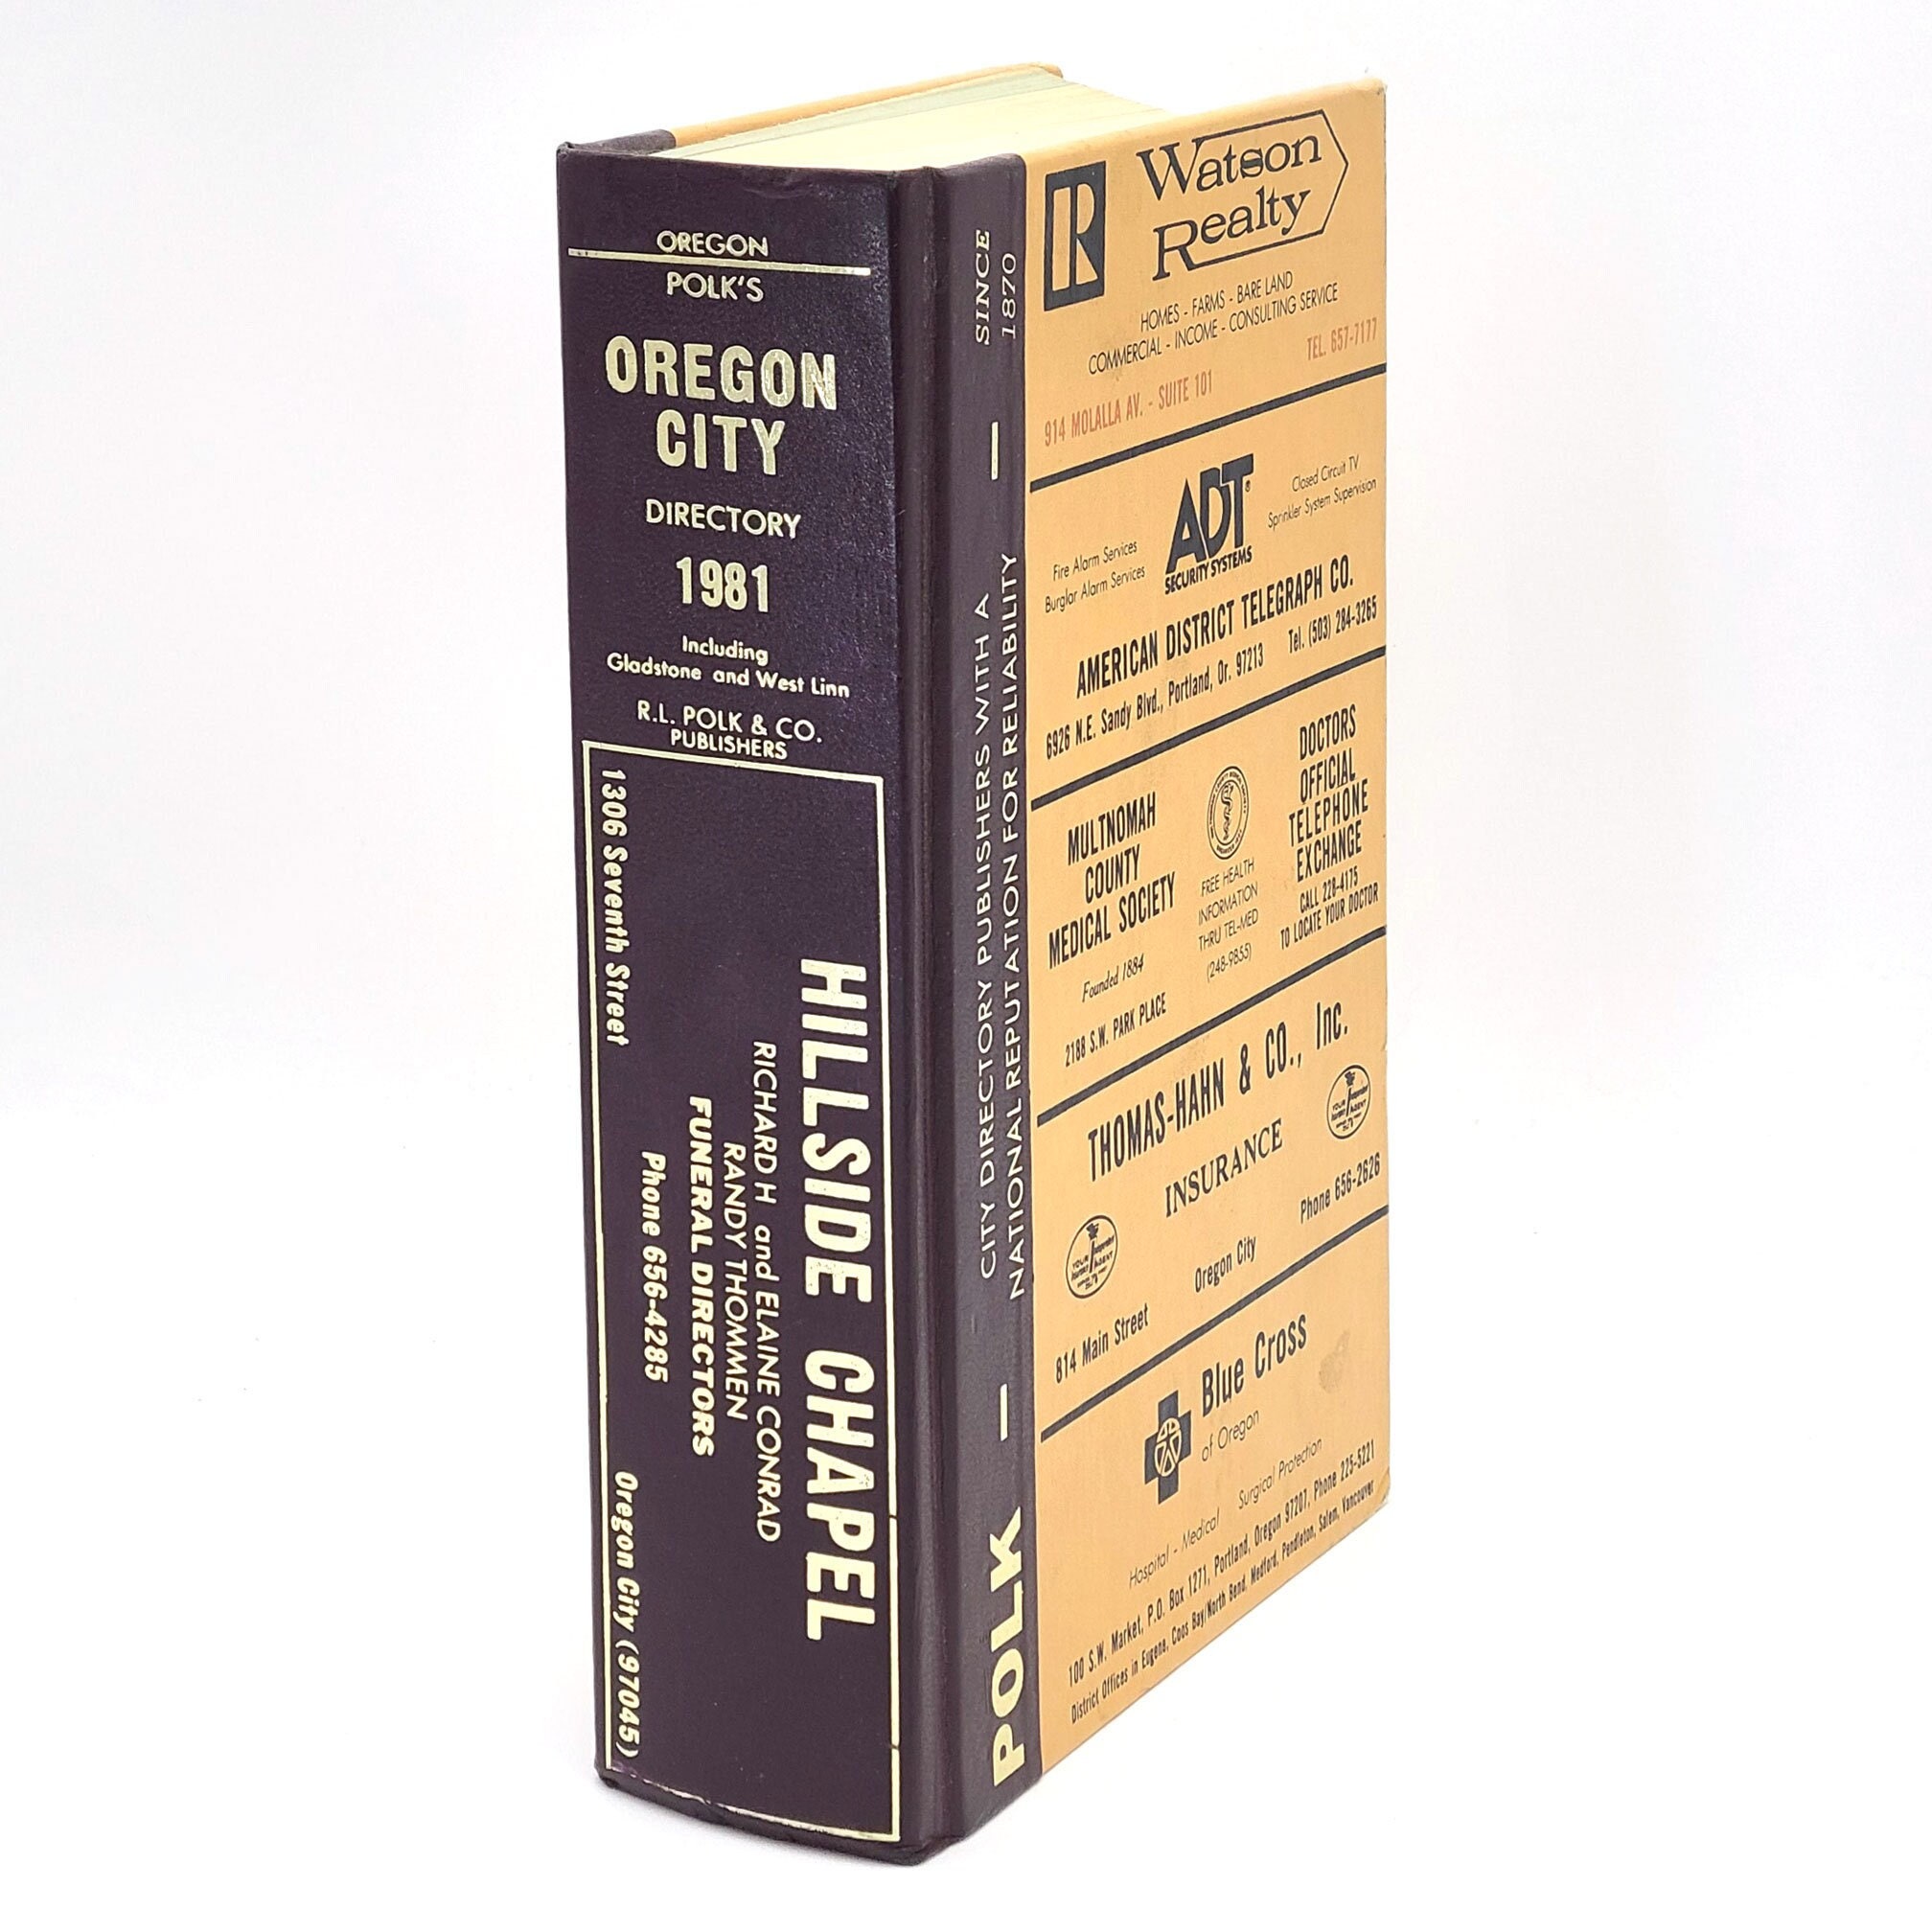 OREGON
POLK'S
OREGON
CITY
DIRECTORY
1981
Including
Gladstone and West Linn
R.L. POLK & CO.
PUBLISHERS
HILLSIDE CHAPEL
RICHARD H and ELAINE CONRAD
RANDY THOMMEN
FUNERAL DIRECTORS
Phone 656-4285
1306 Seventh Street
Oregon City (97045)
POLK — CITY DIRECTORY PUBLISHERS WITH A
NATIONAL REPUTATION FOR RELIABILITY
— SINCE
1870
R
Watson
Realty
HOMES - FARMS - BARE LAND
COMMERCIAL - INCOME - CONSULTING SERVICE
914 MOLALLA AV. - SUITE 101
TEL. 657-7177
Fire Alarm Services
Burglar Alarm Services
ADT®
SECURITY SYSTEMS
Closed Circuit TV
Sprinkler System Supervision
AMERICAN DISTRICT TELEGRAPH CO.
6926 N.E. Sandy Blvd., Portland, Or. 97213
Tel. (503) 284-3265
MULTNOMAH
COUNTY
MEDICAL SOCIETY
Founded 1884
2188 S.W. PARK PLACE
FREE HEALTH
INFORMATION
THRU TEL-MED
(248-9855)
DOCTORS
OFFICIAL
TELEPHONE
EXCHANGE
CALL 228-4175
TO LOCATE YOUR DOCTOR
THOMAS-HAHN & CO., Inc.
INSURANCE
YOUR Independent
Insurance AGENT
YOUR Independent
Insurance AGENT
814 Main Street
Oregon City
Phone 656-2626
Blue Cross
of Oregon
Hospital - Medical Surgical Protection
100 S.W. Market, P.O. Box 1271, Portland, Oregon 97207, Phone 225-5221
District Offices in Eugene, Coos Bay/North Bend, Medford, Pendleton, Salem, Vancouver